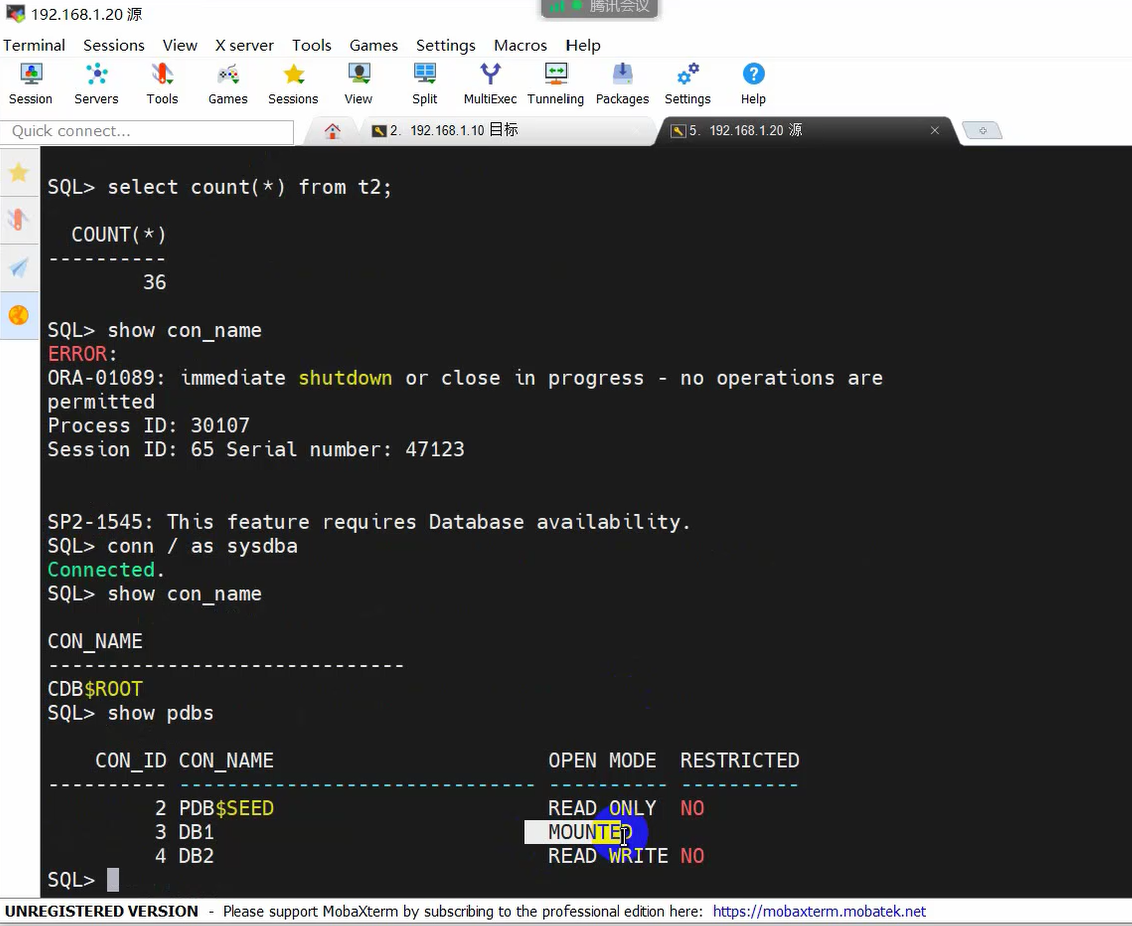 192.168.1.20 源
腾讯会议
Terminal Sessions View X server Tools Games Settings Macros Help
Session Servers Tools Games Sessions View Split MultiExec Tunneling Packages Settings Help
Quick connect...
2. 192.168.1.10 目标
5. 192.168.1.20 源
SQL> select count(*) from t2;
COUNT(*)
----------
36
SQL> show con_name
ERROR:
ORA-01089: immediate shutdown or close in progress - no operations are
permitted
Process ID: 30107
Session ID: 65 Serial number: 47123
SP2-1545: This feature requires Database availability.
SQL> conn / as sysdba
Connected.
SQL> show con_name
CON_NAME
------------------------------
CDB$ROOT
SQL> show pdbs
CON_ID CON_NAME OPEN MODE RESTRICTED
---------- ------------------------------ ---------- ----------
2 PDB$SEED READ ONLY NO
3 DB1 MOUNTED
4 DB2 READ WRITE NO
SQL>
UNREGISTERED VERSION - Please support MobaXterm by subscribing to the professional edition here: https://mobaxterm.mobatek.net